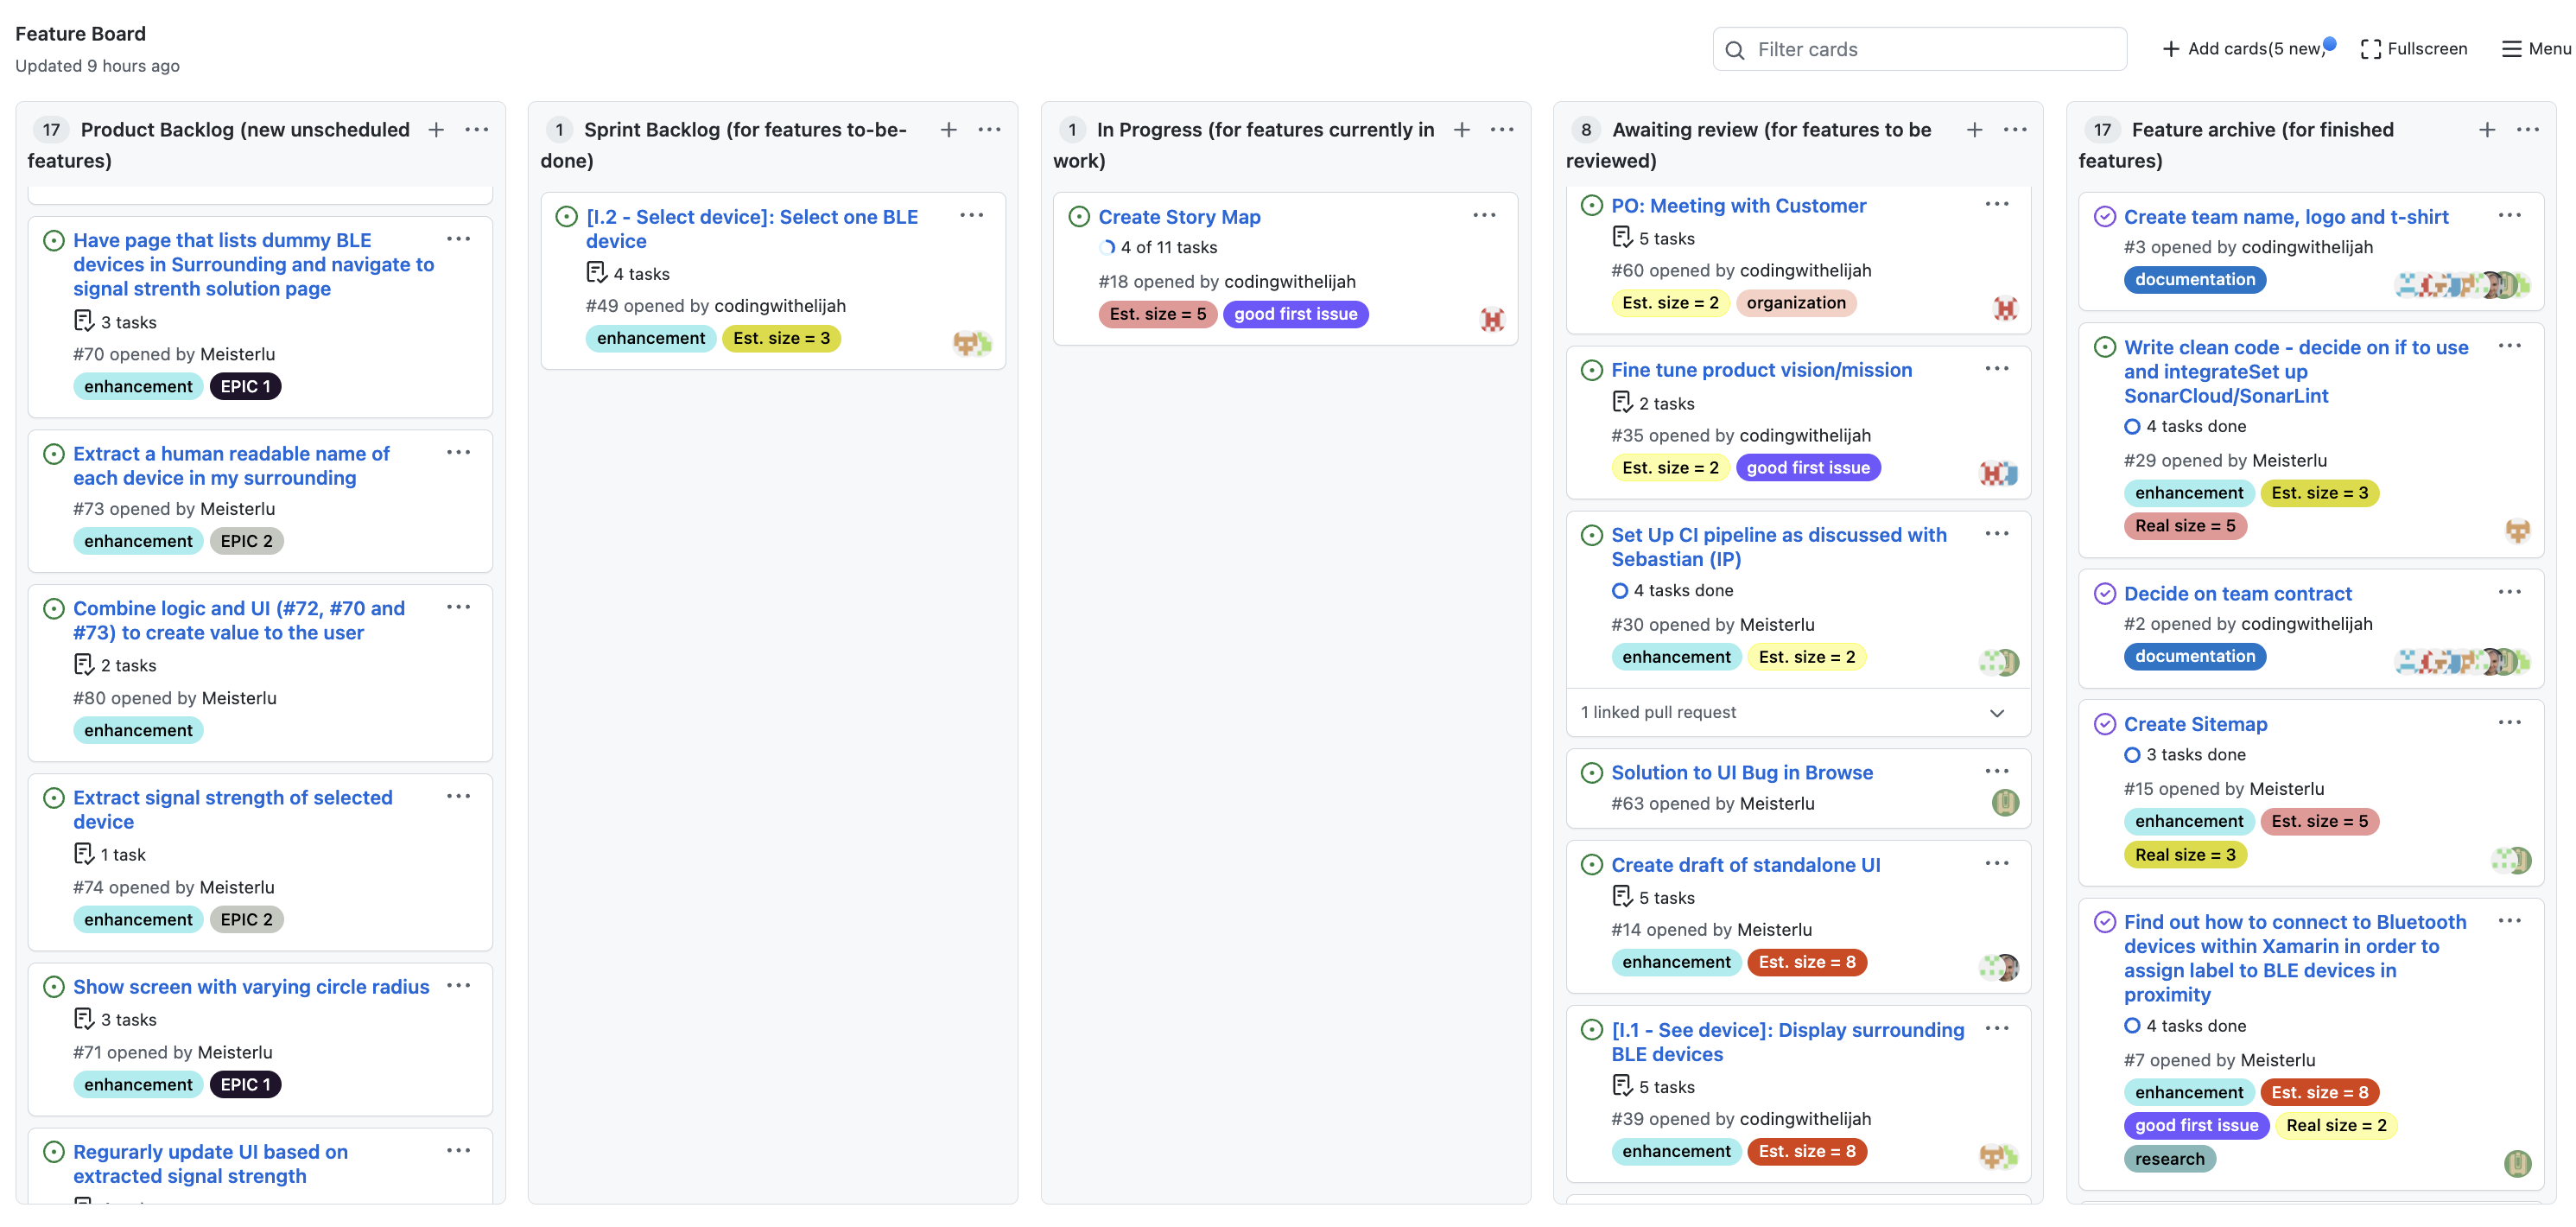 Feature Board
Updated 9 hours ago
Filter cards
Add cards(5 new)
Fullscreen
Menu
17 Product Backlog (new unscheduled
features)
Have page that lists dummy BLE
devices in Surrounding and navigate to
signal strenth solution page
3 tasks
#70 opened by Meisterlu
enhancement EPIC 1
Extract a human readable name of
each device in my surrounding
#73 opened by Meisterlu
enhancement EPIC 2
Combine logic and UI (#72, #70 and
#73) to create value to the user
2 tasks
#80 opened by Meisterlu
enhancement
Extract signal strength of selected
device
1 task
#74 opened by Meisterlu
enhancement EPIC 2
Show screen with varying circle radius
3 tasks
#71 opened by Meisterlu
enhancement EPIC 1
Regurarly update UI based on
extracted signal strength
1 Sprint Backlog (for features to-be-
done)
[I.2 - Select device]: Select one BLE
device
4 tasks
#49 opened by codingwithelijah
enhancement Est. size = 3
1 In Progress (for features currently in
work)
Create Story Map
4 of 11 tasks
#18 opened by codingwithelijah
Est. size = 5 good first issue
8 Awaiting review (for features to be
reviewed)
PO: Meeting with Customer
5 tasks
#60 opened by codingwithelijah
Est. size = 2 organization
Fine tune product vision/mission
2 tasks
#35 opened by codingwithelijah
Est. size = 2 good first issue
Set Up CI pipeline as discussed with
Sebastian (IP)
4 tasks done
#30 opened by Meisterlu
enhancement Est. size = 2
1 linked pull request
Solution to UI Bug in Browse
#63 opened by Meisterlu
Create draft of standalone UI
5 tasks
#14 opened by Meisterlu
enhancement Est. size = 8
[I.1 - See device]: Display surrounding
BLE devices
5 tasks
#39 opened by codingwithelijah
enhancement Est. size = 8
17 Feature archive (for finished
features)
Create team name, logo and t-shirt
#3 opened by codingwithelijah
documentation
Write clean code - decide on if to use
and integrateSet up
SonarCloud/SonarLint
4 tasks done
#29 opened by Meisterlu
enhancement Est. size = 3
Real size = 5
Decide on team contract
#2 opened by codingwithelijah
documentation
Create Sitemap
3 tasks done
#15 opened by Meisterlu
enhancement Est. size = 5
Real size = 3
Find out how to connect to Bluetooth
devices within Xamarin in order to
assign label to BLE devices in
proximity
4 tasks done
#7 opened by Meisterlu
enhancement Est. size = 8
good first issue Real size = 2
research